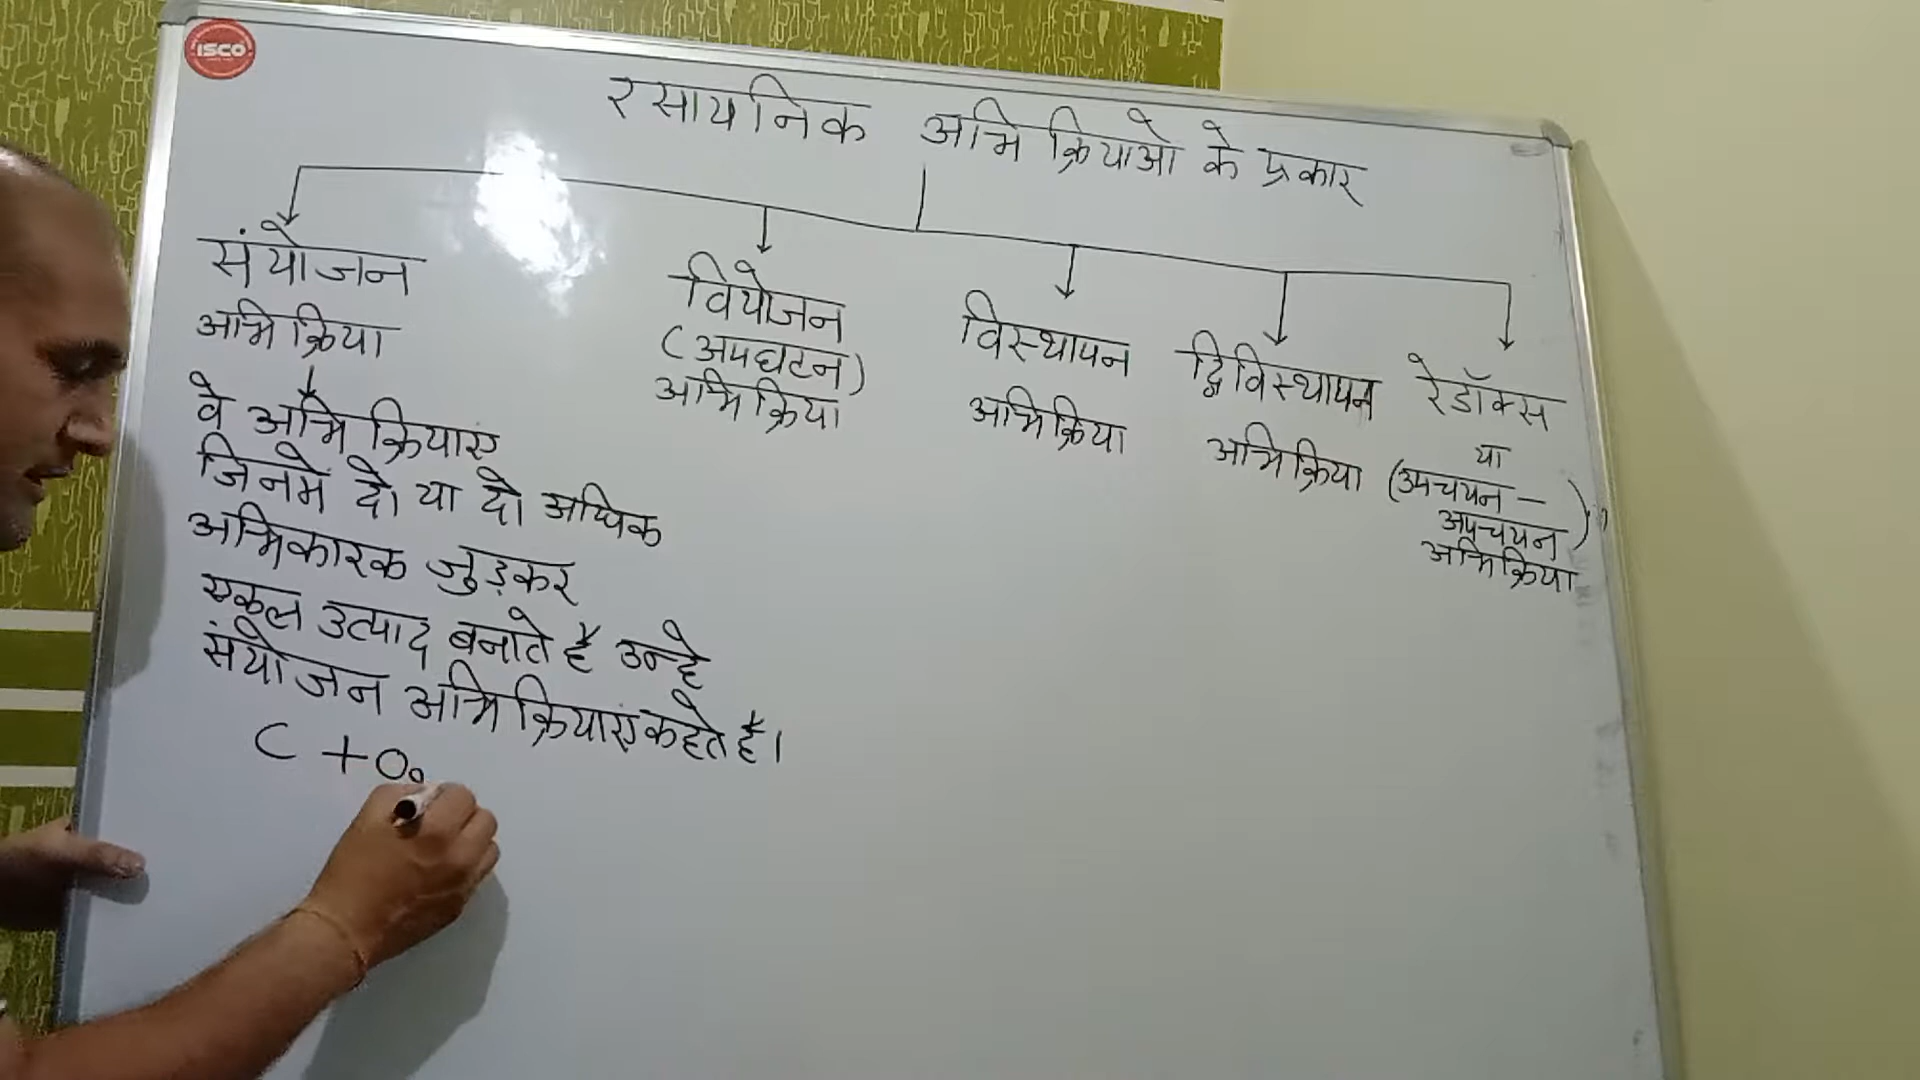 ISCO
रसायनिक अभिक्रियाओ के प्रकार
संयोजन
अभिक्रिया
वियोजन
(अपघटन)
अभिक्रिया
विस्थापन
अभिक्रिया
द्विविस्थापन
अभिक्रिया
रेडॉक्स
या
(उपचयन -
अपचयन)
अभिक्रिया
वे अभिक्रियाएं
जिनमें दो या दो अधिक
अभिकारक जुड़कर
एकल उत्पाद बनाते हैं उन्हे
संयोजन अभिक्रियाएं कहते हैं।
C + O